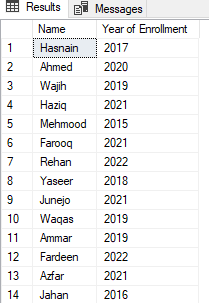 Results Messages
Name Year of Enrollment
1 Hasnain 2017
2 Ahmed 2020
3 Wajih 2019
4 Haziq 2021
5 Mehmood 2015
6 Farooq 2021
7 Rehan 2022
8 Yaseer 2018
9 Junejo 2021
10 Waqas 2019
11 Ammar 2019
12 Fardeen 2022
13 Azfar 2021
14 Jahan 2016